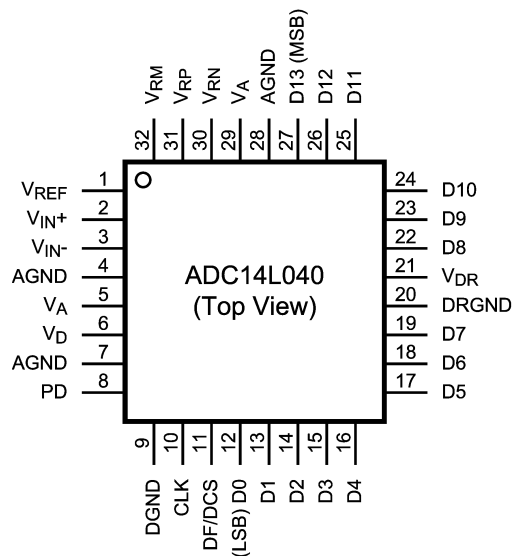 VRM
VRP
VRN
VA
AGND
D13 (MSB)
D12
D11
32
31
30
29
28
27
26
25
VREF 1
VIN+ 2
VIN- 3
AGND 4
VA 5
VD 6
AGND 7
PD 8
ADC14L040
(Top View)
24 D10
23 D9
22 D8
21 VDR
20 DRGND
19 D7
18 D6
17 D5
9
10
11
12
13
14
15
16
DGND
CLK
DF/DCS
(LSB) D0
D1
D2
D3
D4